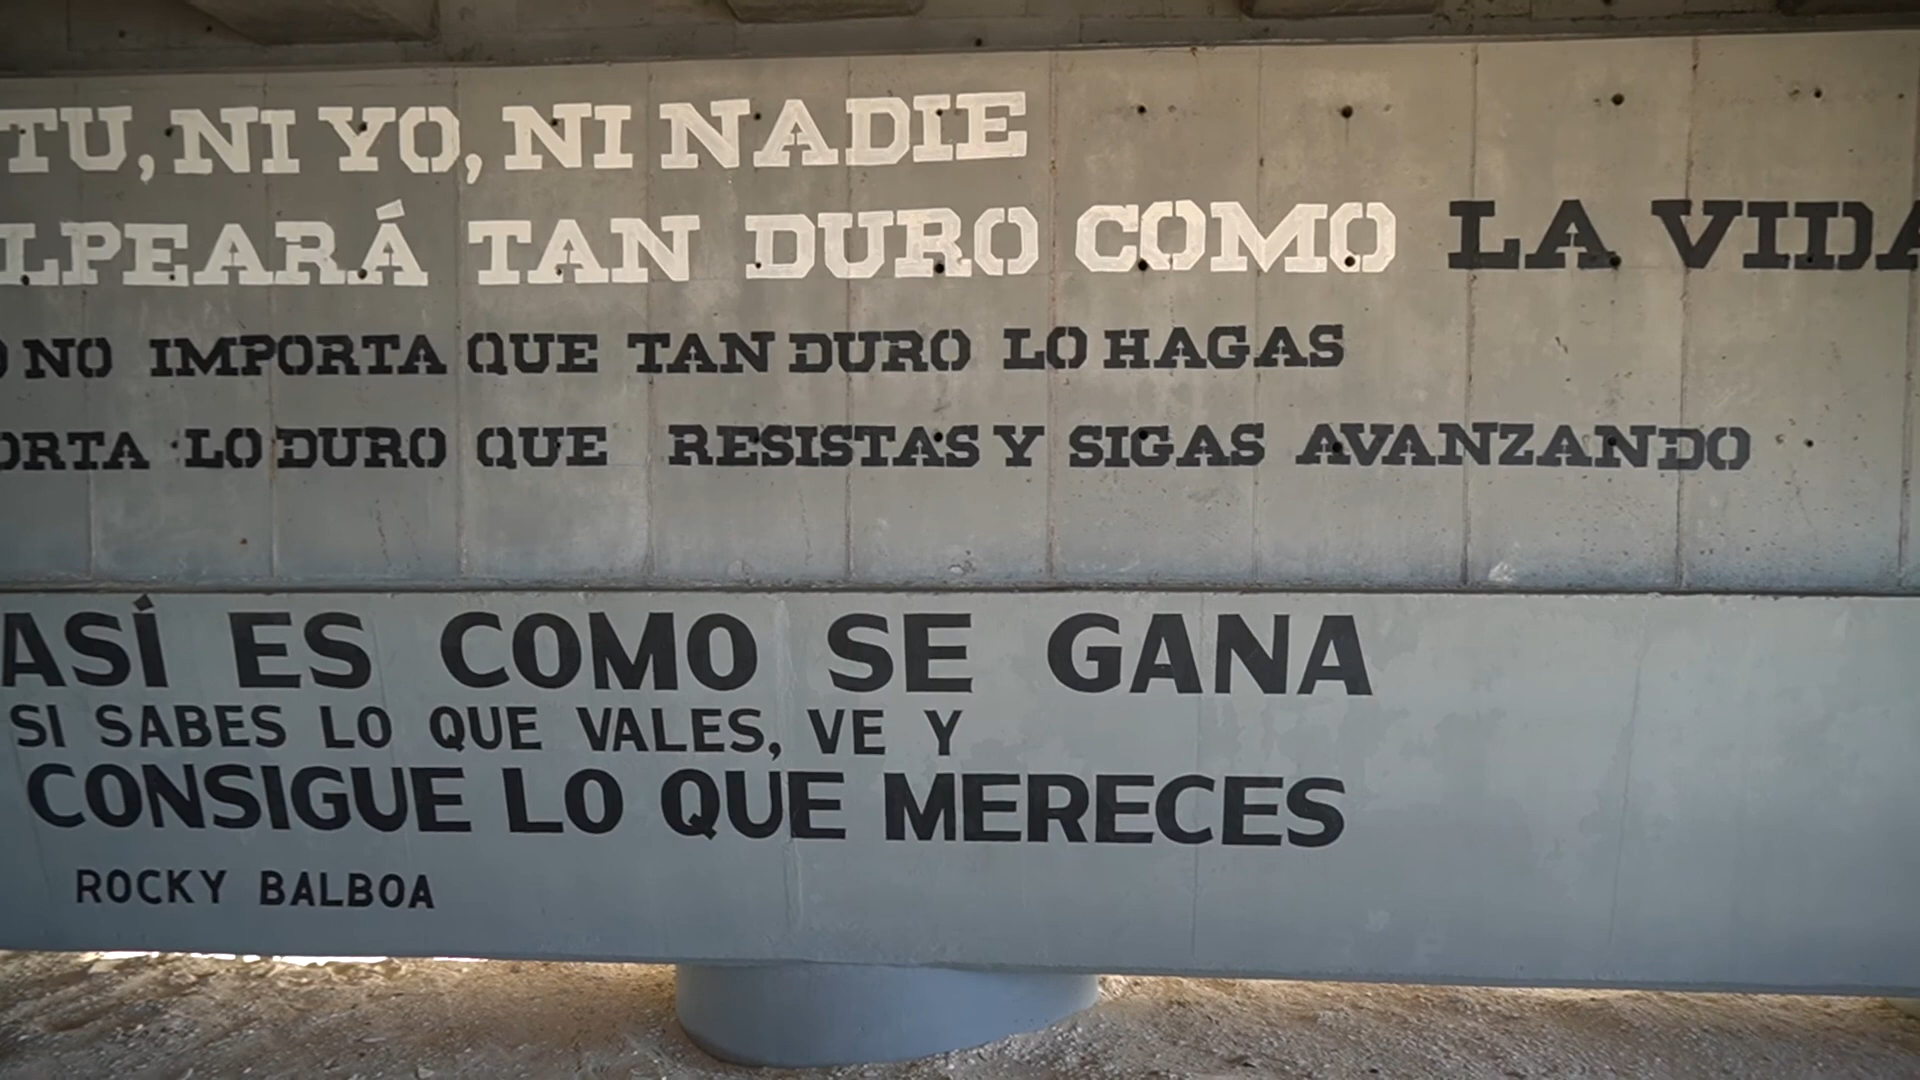 TU, NI YO, NI NADIE
LPEARÁ TAN DURO COMO LA VIDA
NO IMPORTA QUE TAN DURO LO HAGAS
ORTA LO DURO QUE RESISTAS Y SIGAS AVANZANDO
ASÍ ES COMO SE GANA
SI SABES LO QUE VALES, VE Y
CONSIGUE LO QUE MERECES
ROCKY BALBOA